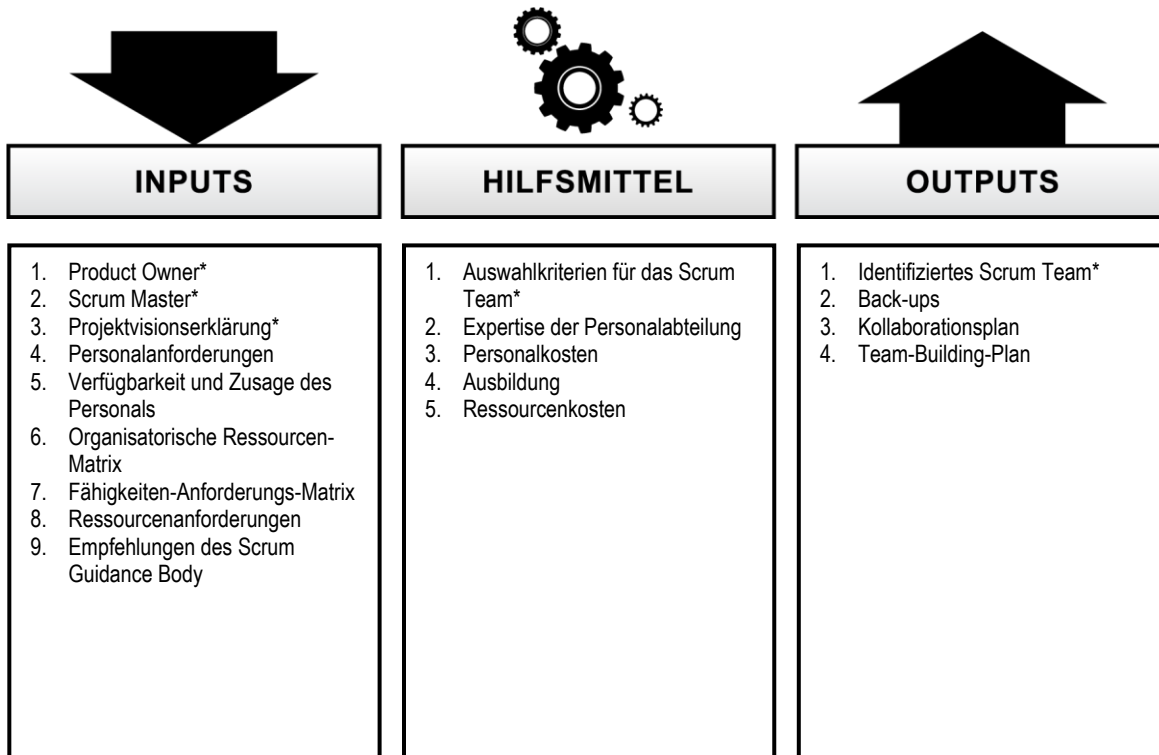 INPUTS
1. Product Owner*
2. Scrum Master*
3. Projektvisionserklärung*
4. Personalanforderungen
5. Verfügbarkeit und Zusage des
Personals
6. Organisatorische Ressourcen-
Matrix
7. Fähigkeiten-Anforderungs-Matrix
8. Ressourcenanforderungen
9. Empfehlungen des Scrum
Guidance Body
HILFSMITTEL
1. Auswahlkriterien für das Scrum
Team*
2. Expertise der Personalabteilung
3. Personalkosten
4. Ausbildung
5. Ressourcenkosten
OUTPUTS
1. Identifiziertes Scrum Team*
2. Back-ups
3. Kollaborationsplan
4. Team-Building-Plan